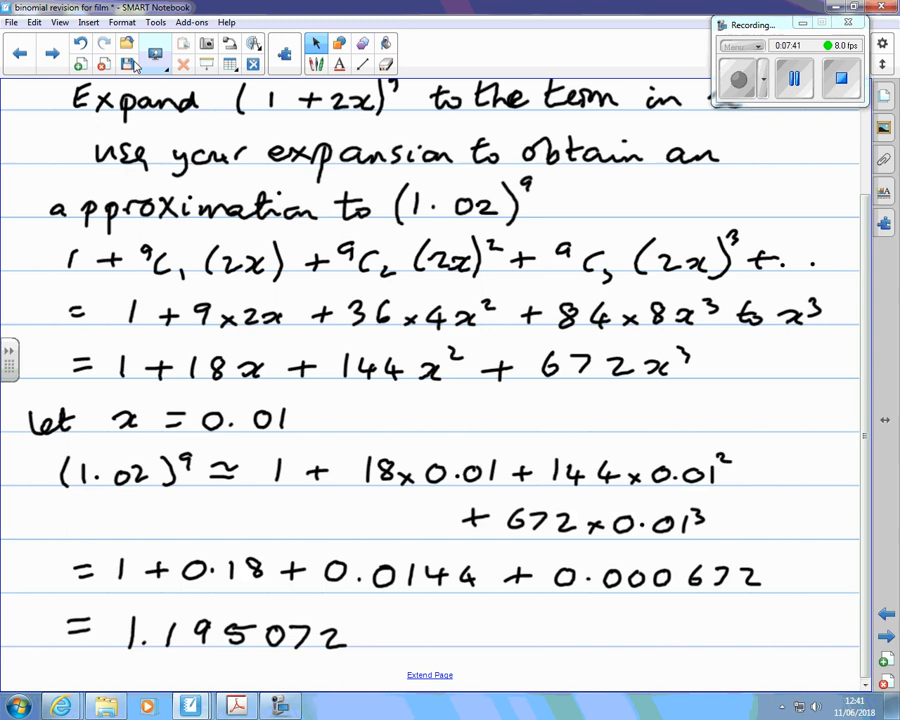 binomial revision for film * - SMART Notebook
File Edit View Insert Format Tools Add-ons Help
Recording...
Menu 0:07:41 8.0 fps
Expand (1 + 2x)⁹ to the term in
use your expansion to obtain an
approximation to (1.02)⁹
1 + ⁹C₁ (2x) + ⁹C₂ (2x)² + ⁹C₃ (2x)³ + . .
= 1 + 9 × 2x + 36 × 4x² + 84 × 8x³ to x³
= 1 + 18x + 144x² + 672x³
let x = 0.01
(1.02)⁹ ≃ 1 + 18 × 0.01 + 144 × 0.01²
+ 672 × 0.01³
= 1 + 0.18 + 0.0144 + 0.000672
= 1.195072
Extend Page
12:41
11/06/2018